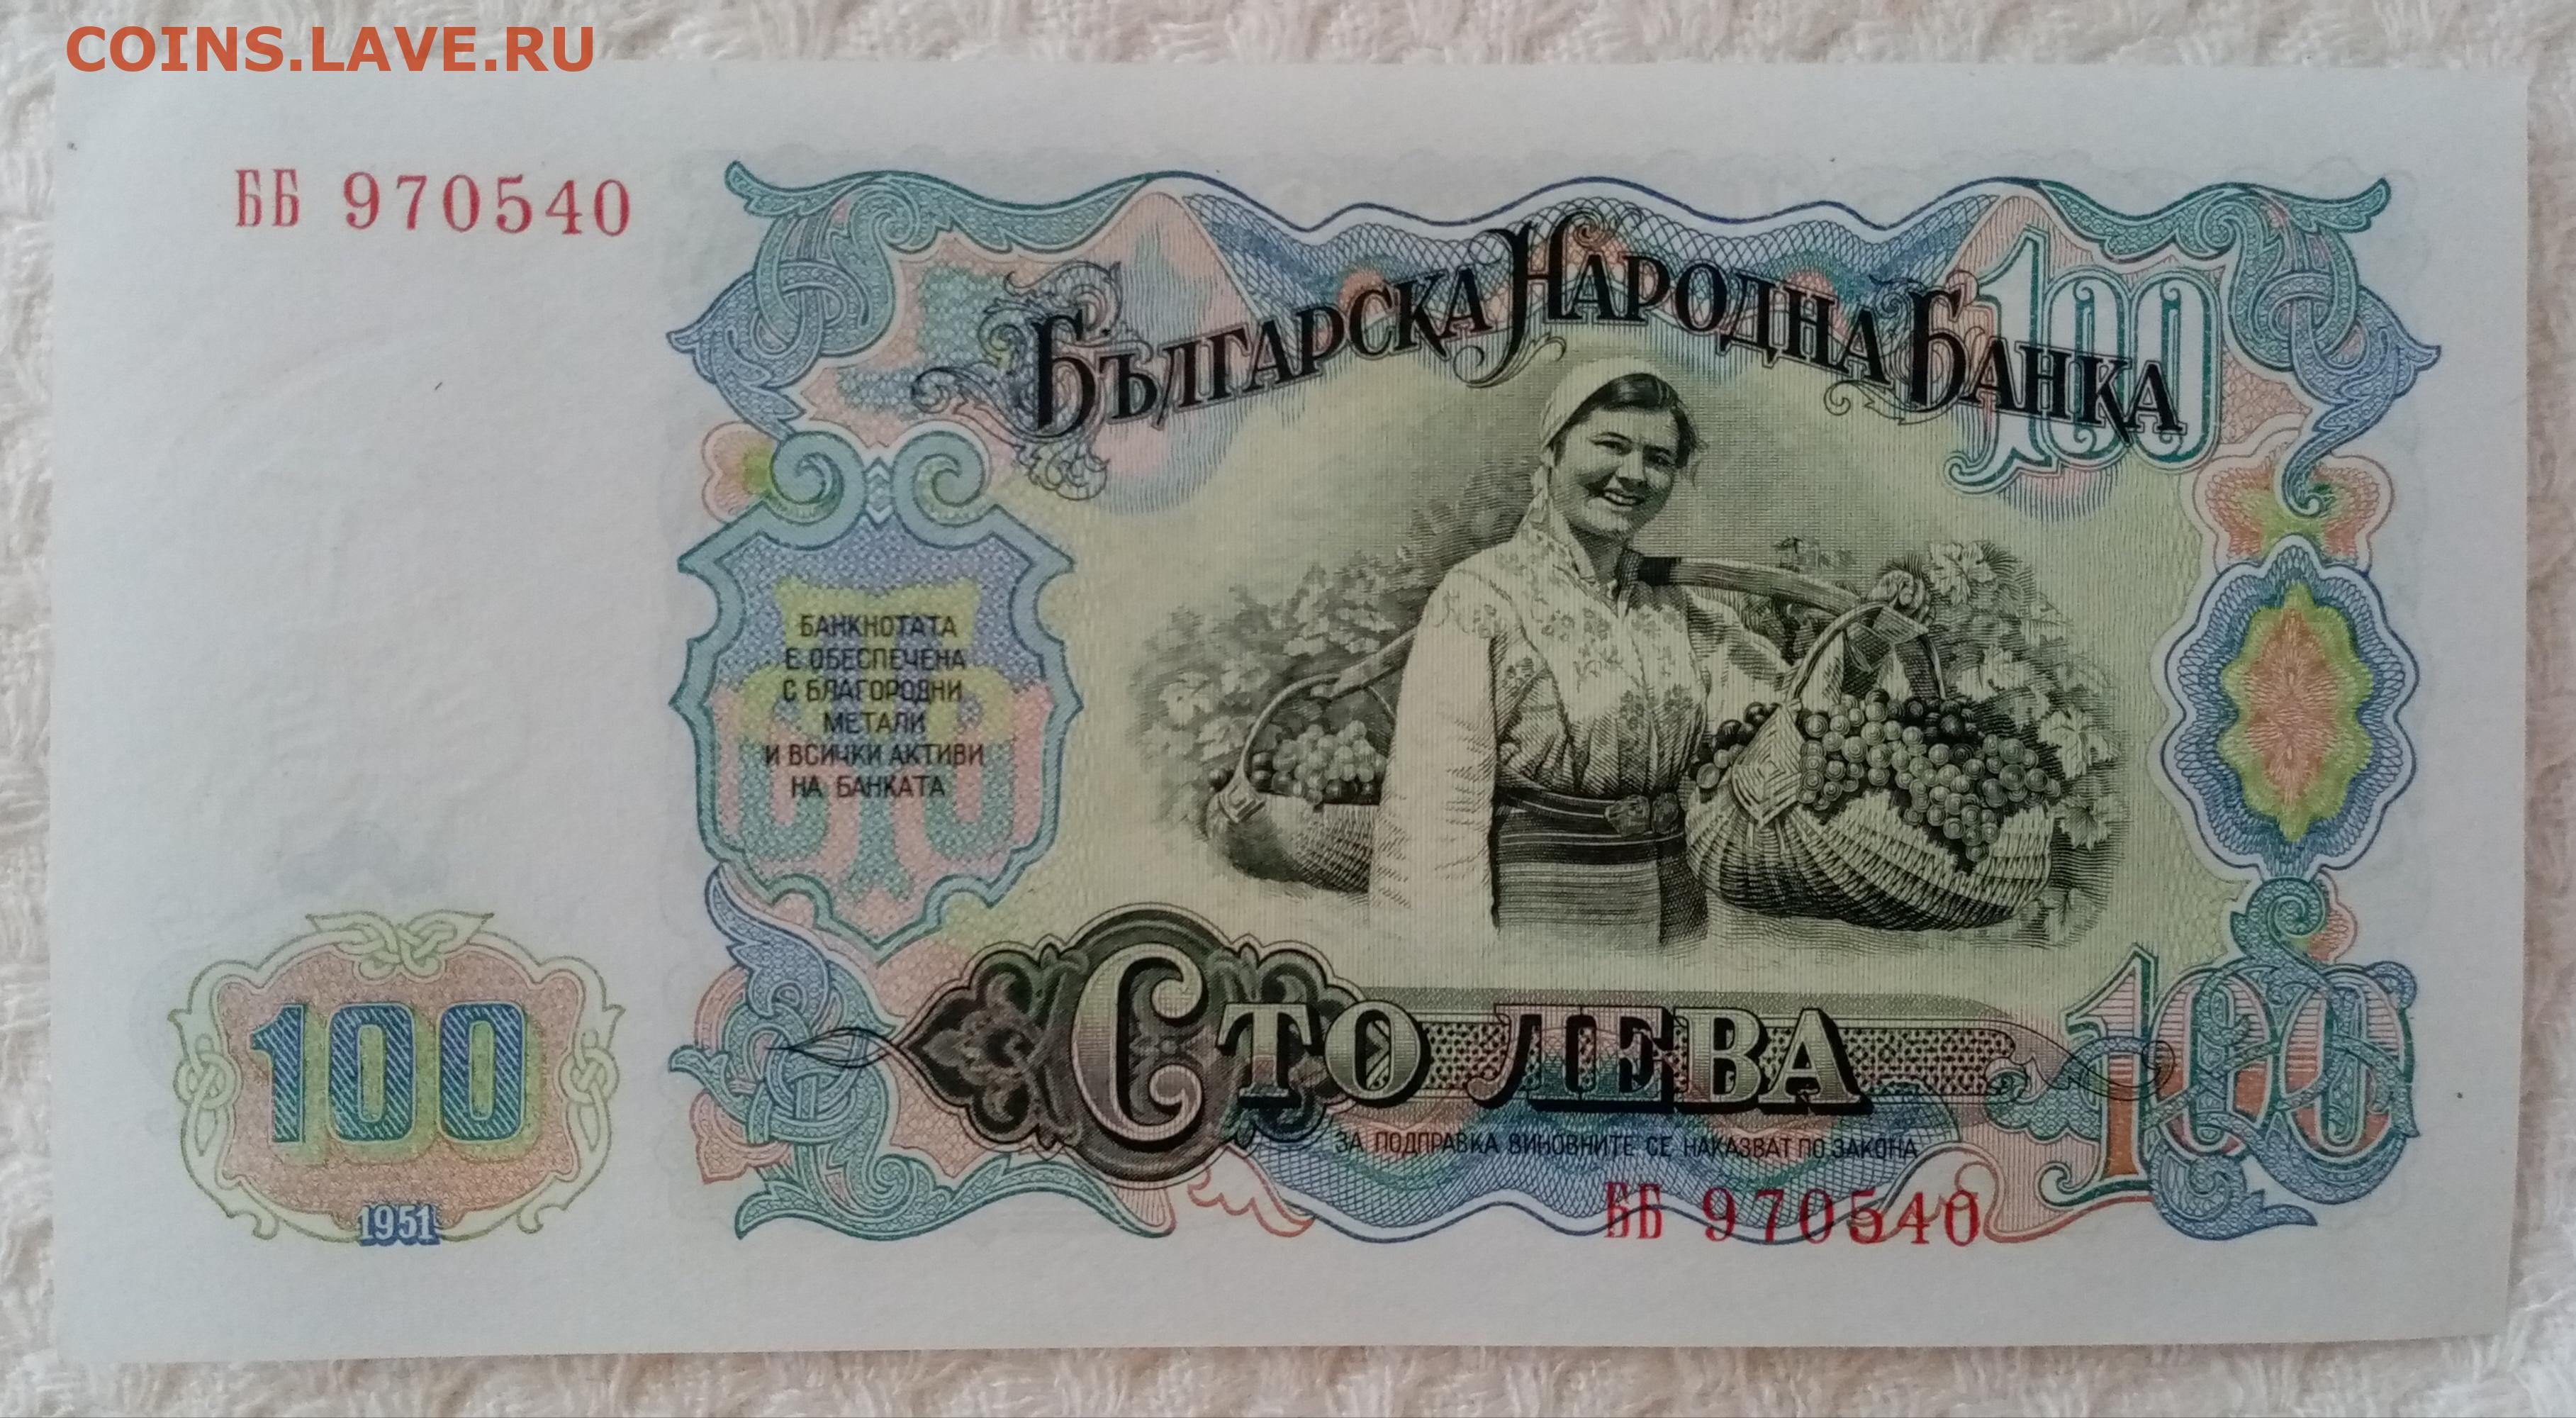 COINS.LAVE.RU
ББ 970540
БЪЛГАРСКА НАРОДНА БАНКА
100
БАНКНОТАТА
Е ОБЕСПЕЧЕНА
С БЛАГОРОДНИ
МЕТАЛИ
И ВСИЧКИ АКТИВИ
НА БАНКАТА
100
1951
СТО ЛЕВА
100
ЗА ПОДПРАВКА ВИНОВНИТЕ СЕ НАКАЗВАТ ПО ЗАКОНА
ББ 970540